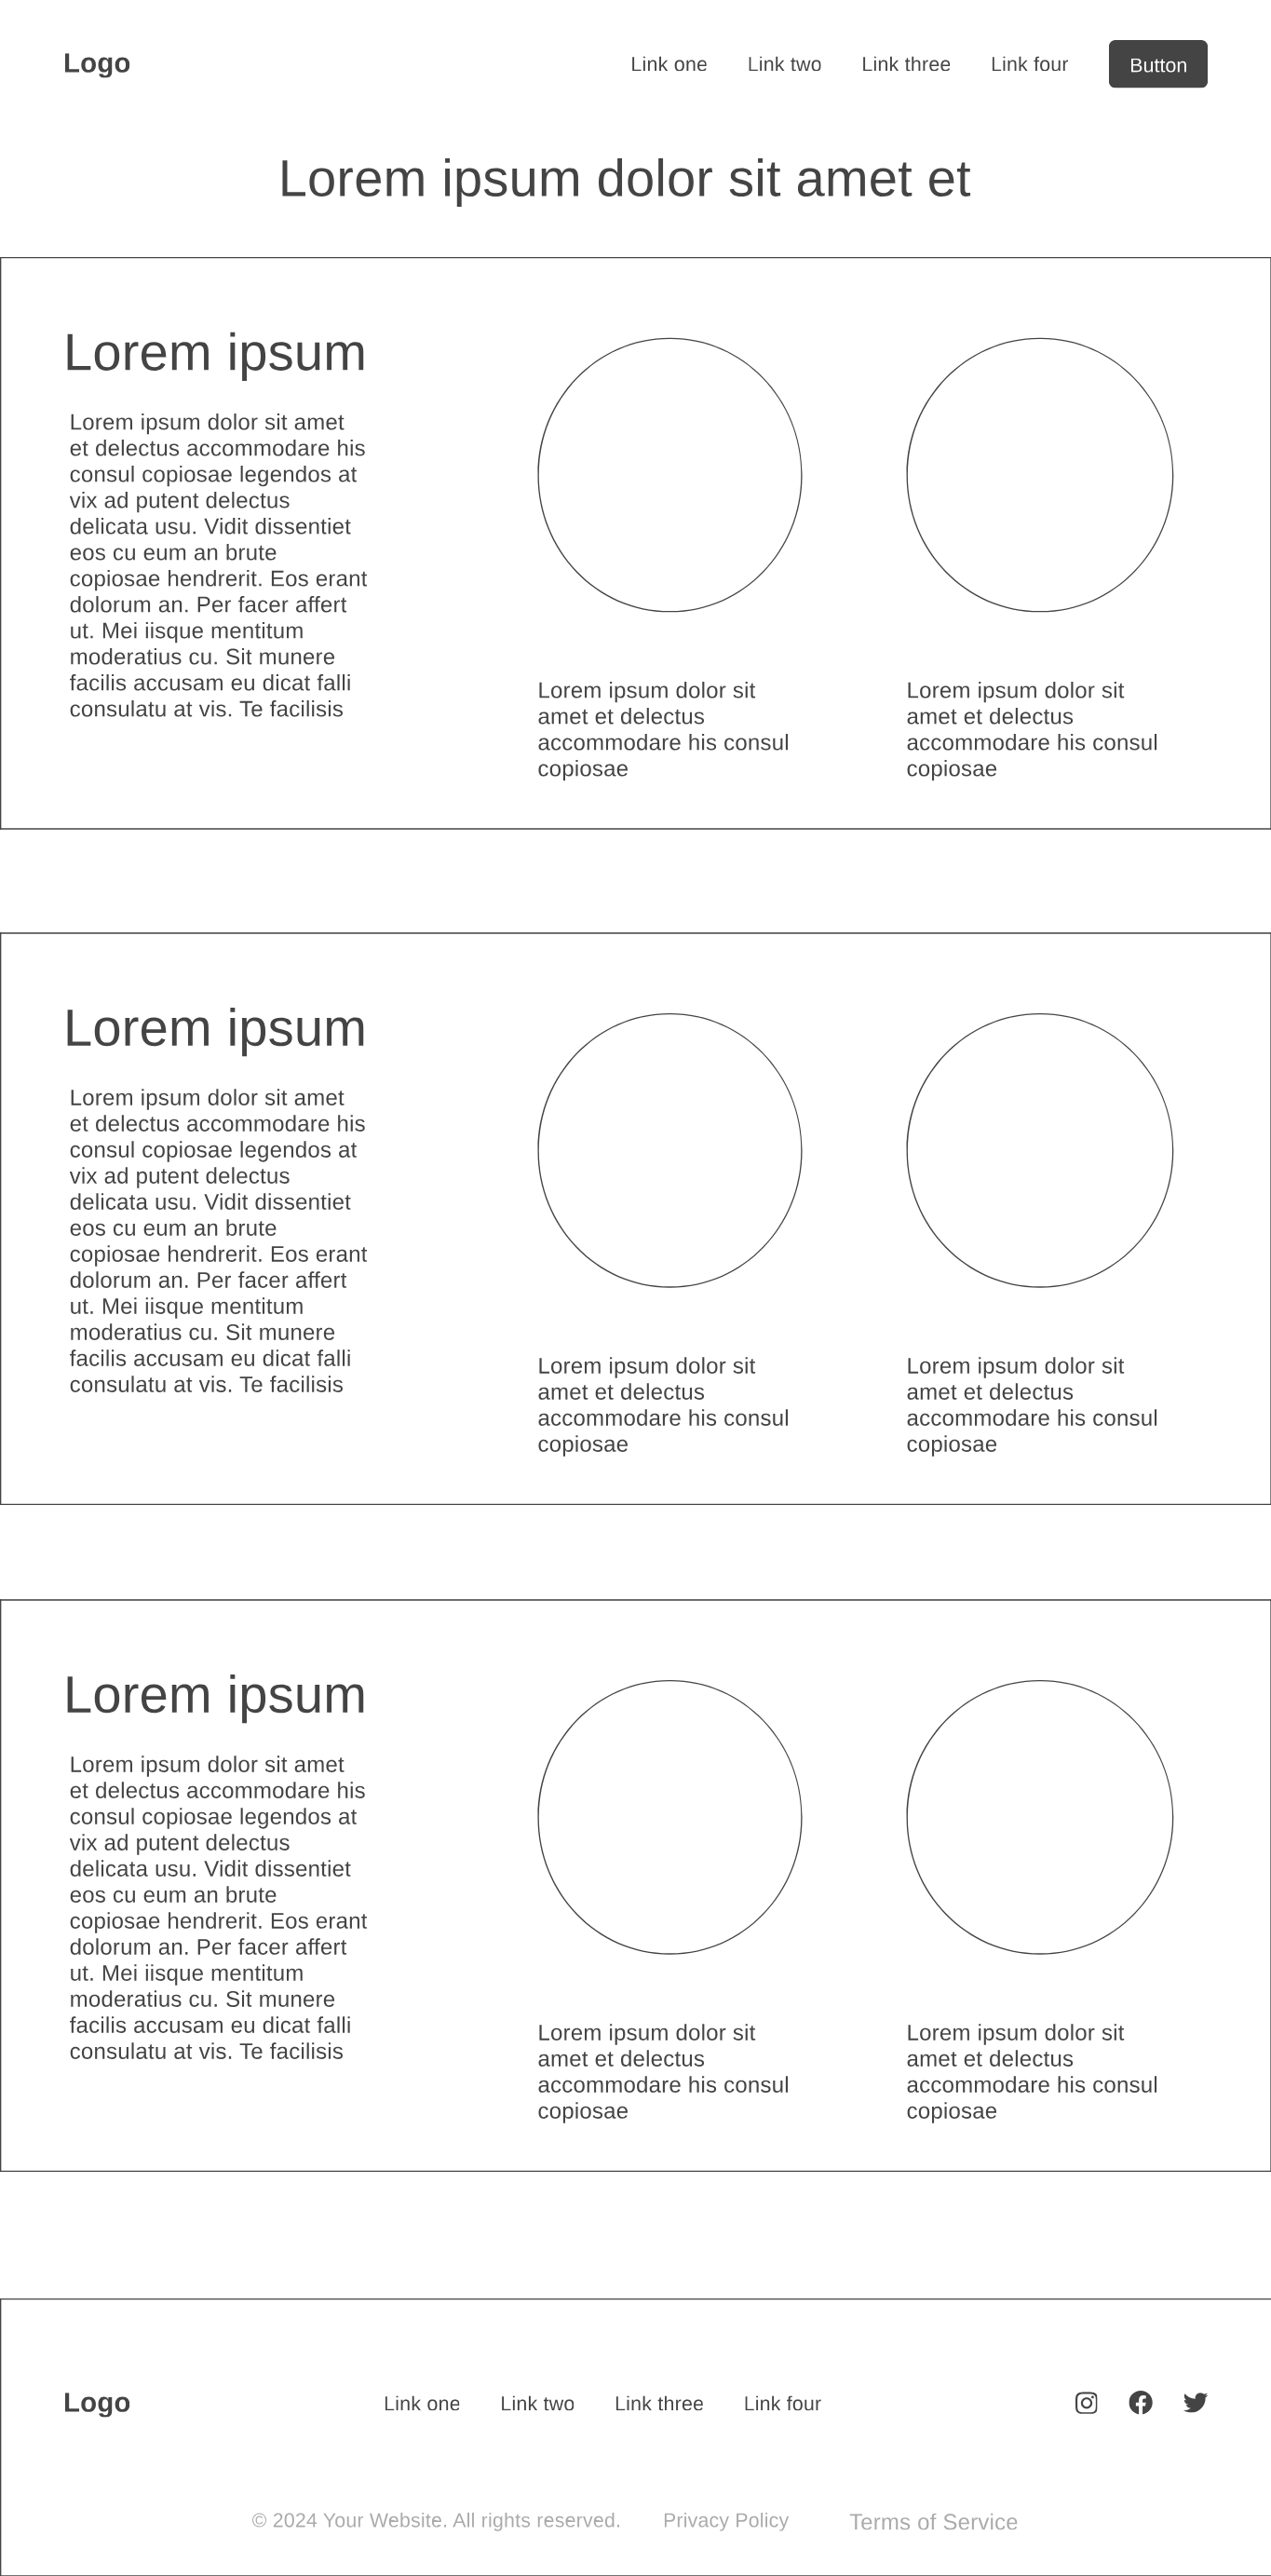 Logo
Link one
Link two
Link three
Link four
Button
Lorem ipsum dolor sit amet et
Lorem ipsum
Lorem ipsum dolor sit amet
et delectus accommodare his
consul copiosae legendos at
vix ad putent delectus
delicata usu. Vidit dissentiet
eos cu eum an brute
copiosae hendrerit. Eos erant
dolorum an. Per facer affert
ut. Mei iisque mentitum
moderatius cu. Sit munere
facilis accusam eu dicat falli
consulatu at vis. Te facilisis
Lorem ipsum dolor sit
amet et delectus
accommodare his consul
copiosae
Lorem ipsum dolor sit
amet et delectus
accommodare his consul
copiosae
Lorem ipsum
Lorem ipsum dolor sit amet
et delectus accommodare his
consul copiosae legendos at
vix ad putent delectus
delicata usu. Vidit dissentiet
eos cu eum an brute
copiosae hendrerit. Eos erant
dolorum an. Per facer affert
ut. Mei iisque mentitum
moderatius cu. Sit munere
facilis accusam eu dicat falli
consulatu at vis. Te facilisis
Lorem ipsum dolor sit
amet et delectus
accommodare his consul
copiosae
Lorem ipsum dolor sit
amet et delectus
accommodare his consul
copiosae
Lorem ipsum
Lorem ipsum dolor sit amet
et delectus accommodare his
consul copiosae legendos at
vix ad putent delectus
delicata usu. Vidit dissentiet
eos cu eum an brute
copiosae hendrerit. Eos erant
dolorum an. Per facer affert
ut. Mei iisque mentitum
moderatius cu. Sit munere
facilis accusam eu dicat falli
consulatu at vis. Te facilisis
Lorem ipsum dolor sit
amet et delectus
accommodare his consul
copiosae
Lorem ipsum dolor sit
amet et delectus
accommodare his consul
copiosae
Logo
Link one
Link two
Link three
Link four
© 2024 Your Website. All rights reserved.
Privacy Policy
Terms of Service